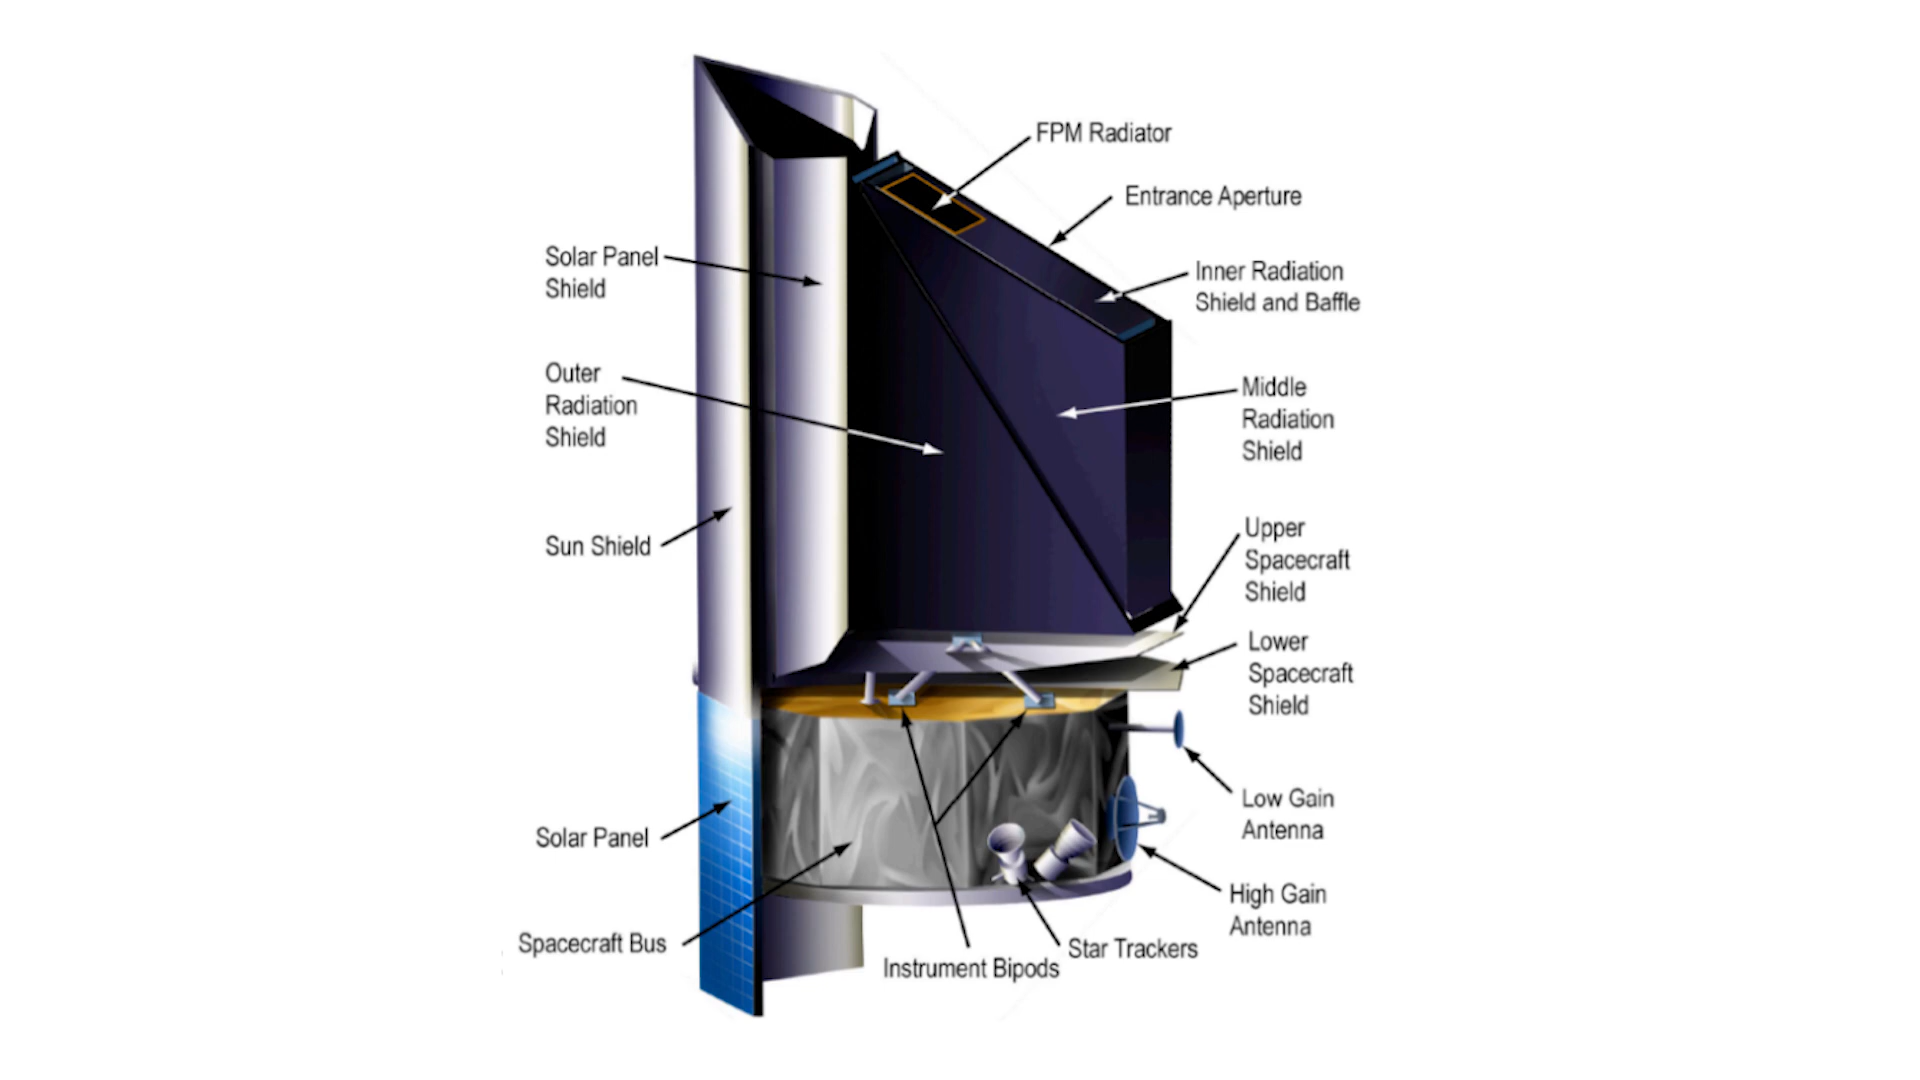 FPM Radiator
Entrance Aperture
Inner Radiation
Shield and Baffle
Solar Panel
Shield
Outer
Radiation
Shield
Middle
Radiation
Shield
Sun Shield
Upper
Spacecraft
Shield
Lower
Spacecraft
Shield
Solar Panel
Low Gain
Antenna
High Gain
Antenna
Spacecraft Bus
Instrument Bipods
Star Trackers